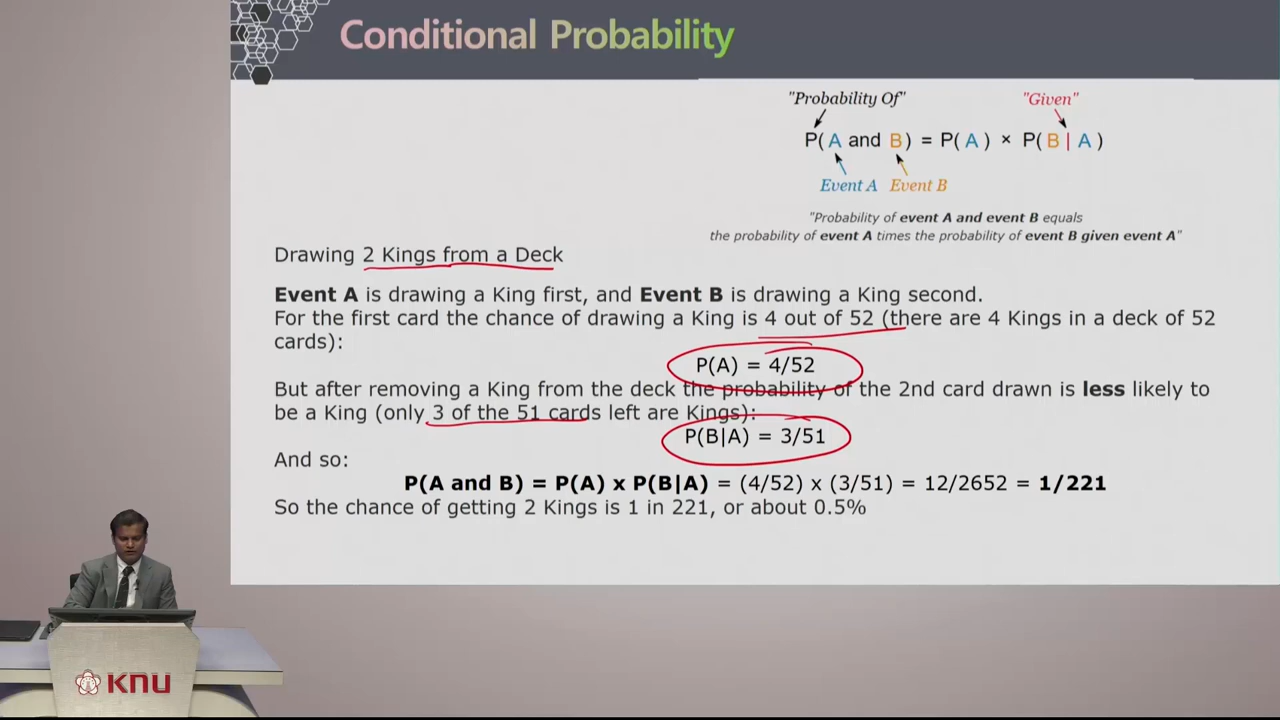 Conditional Probability
"Probability Of"
"Given"
P( A and B ) = P( A ) × P( B | A )
Event A Event B
"Probability of event A and event B equals
the probability of event A times the probability of event B given event A"
Drawing 2 Kings from a Deck
Event A is drawing a King first, and Event B is drawing a King second.
For the first card the chance of drawing a King is 4 out of 52 (there are 4 Kings in a deck of 52
cards):
P(A) = 4/52
But after removing a King from the deck the probability of the 2nd card drawn is less likely to
be a King (only 3 of the 51 cards left are Kings):
P(B|A) = 3/51
And so:
P(A and B) = P(A) x P(B|A) = (4/52) x (3/51) = 12/2652 = 1/221
So the chance of getting 2 Kings is 1 in 221, or about 0.5%
KNU